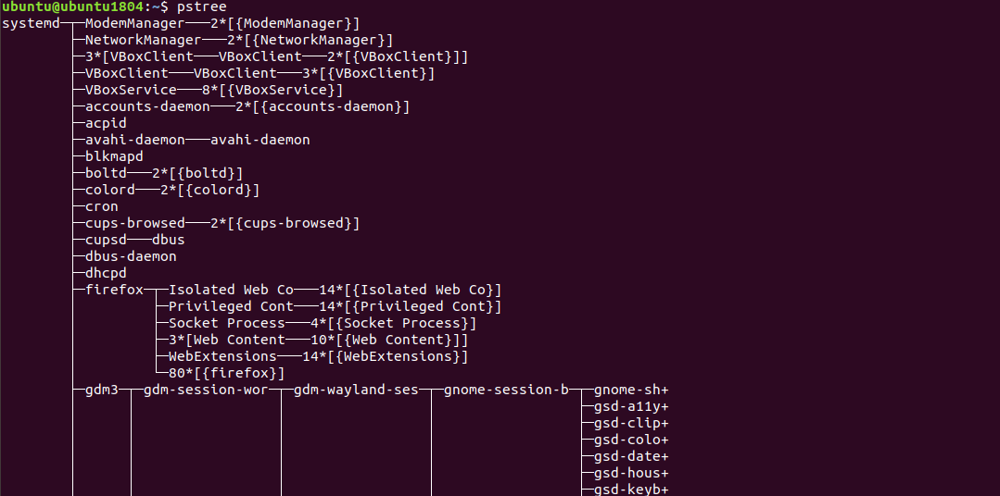 ubuntu@ubuntu1804:~$ pstree
systemd─┬─ModemManager───2*[{ModemManager}]
        ├─NetworkManager───2*[{NetworkManager}]
        ├─3*[VBoxClient───VBoxClient───2*[{VBoxClient}]]
        ├─VBoxClient───VBoxClient───3*[{VBoxClient}]
        ├─VBoxService───8*[{VBoxService}]
        ├─accounts-daemon───2*[{accounts-daemon}]
        ├─acpid
        ├─avahi-daemon───avahi-daemon
        ├─blkmapd
        ├─boltd───2*[{boltd}]
        ├─colord───2*[{colord}]
        ├─cron
        ├─cups-browsed───2*[{cups-browsed}]
        ├─cupsd───dbus
        ├─dbus-daemon
        ├─dhcpd
        ├─firefox─┬─Isolated Web Co───14*[{Isolated Web Co}]
        │         ├─Privileged Cont───14*[{Privileged Cont}]
        │         ├─Socket Process───4*[{Socket Process}]
        │         ├─3*[Web Content───10*[{Web Content}]]
        │         ├─WebExtensions───14*[{WebExtensions}]
        │         └─80*[{firefox}]
        ├─gdm3─┬─gdm-session-wor─┬─gdm-wayland-ses─┬─gnome-session-b─┬─gnome-sh+
        │      │                 │                 │                 ├─gsd-a11y+
        │      │                 │                 │                 ├─gsd-clip+
        │      │                 │                 │                 ├─gsd-colo+
        │      │                 │                 │                 ├─gsd-date+
        │      │                 │                 │                 ├─gsd-hous+
        │      │                 │                 │                 ├─gsd-keyb+